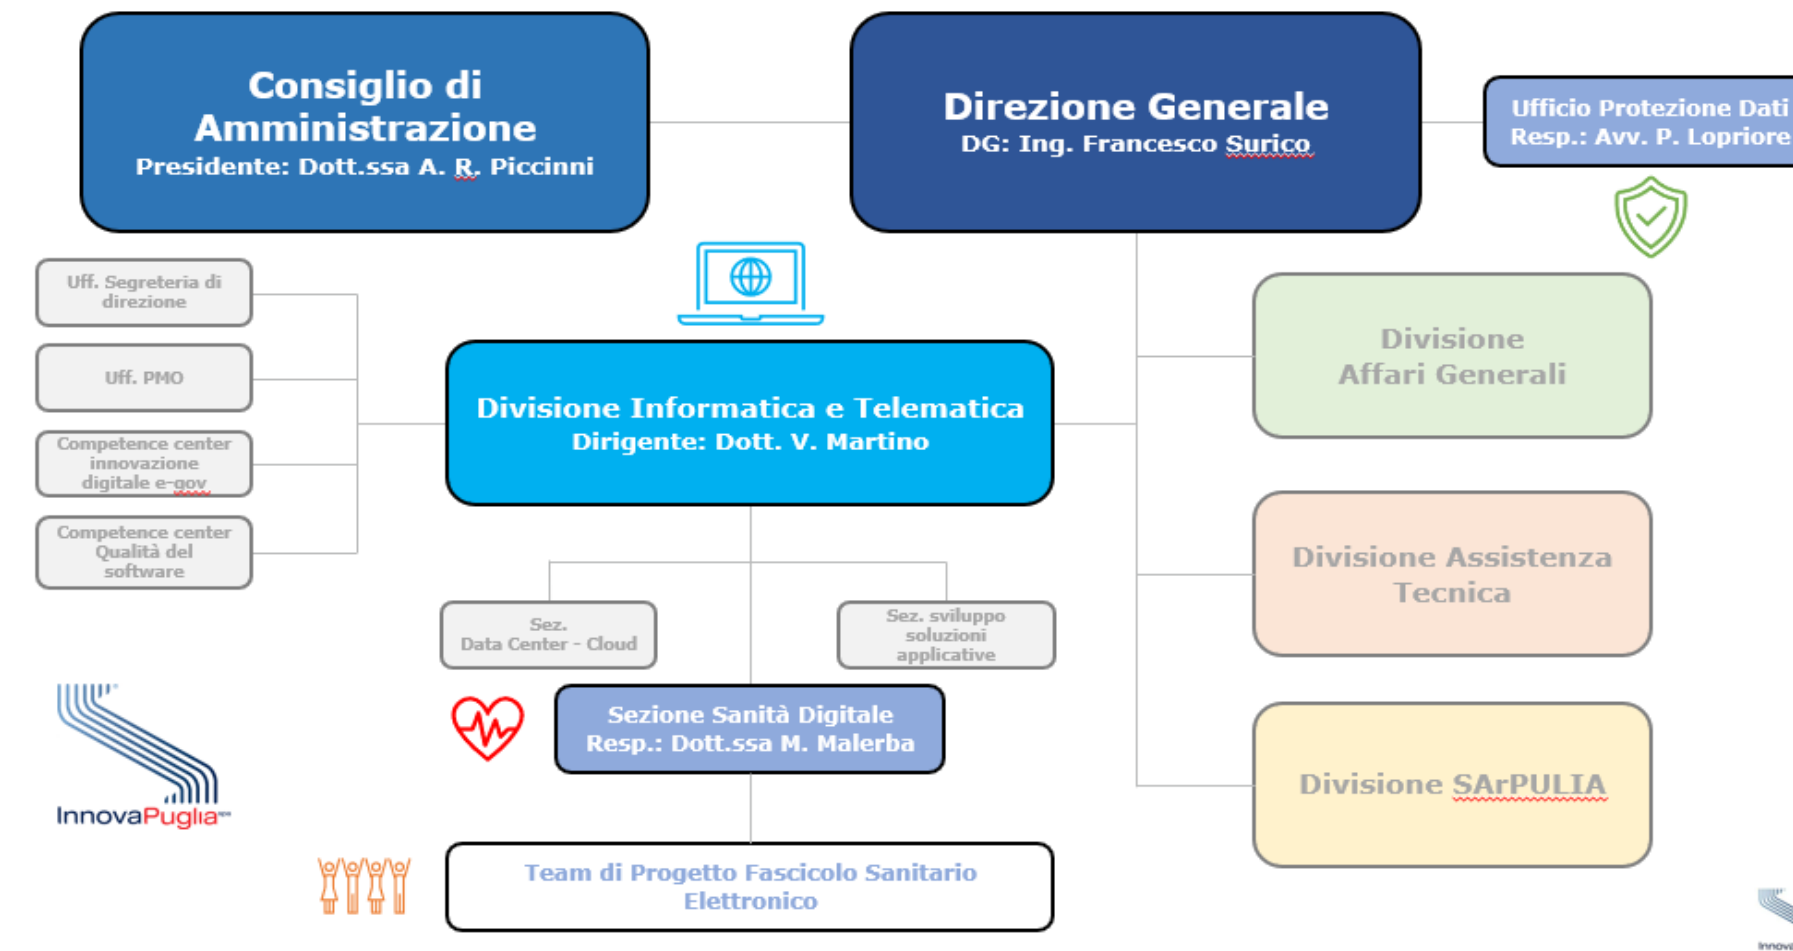 Consiglio di
Amministrazione
Presidente: Dott.ssa A. R. Piccinni
Direzione Generale
DG: Ing. Francesco Surico
Ufficio Protezione Dati
Resp.: Avv. P. Lopriore
Uff. Segreteria di
direzione
Uff. PMO
Competence center
innovazione
digitale e-gov
Competence center
Qualità del
software
Divisione Informatica e Telematica
Dirigente: Dott. V. Martino
Divisione
Affari Generali
Divisione Assistenza
Tecnica
Divisione SArPULIA
Sez.
Data Center - Cloud
Sez. sviluppo
soluzioni
applicative
Sezione Sanità Digitale
Resp.: Dott.ssa M. Malerba
Team di Progetto Fascicolo Sanitario
Elettronico
InnovaPuglia spa
Innova